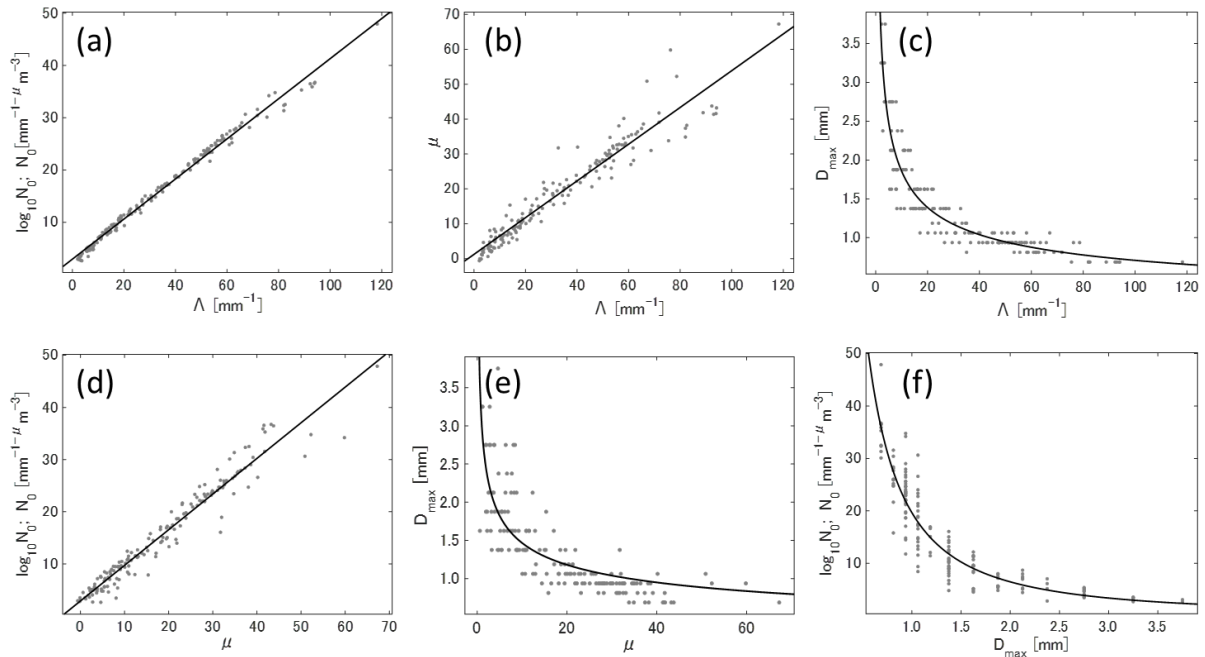 (a)
50
40
30
20
10
log₁₀N₀; N₀ [mm⁻¹⁻μ m⁻³]
0 20 40 60 80 100 120
Λ [mm⁻¹]
(b)
70
60
50
40
30
20
10
0
μ
0 20 40 60 80 100 120
Λ [mm⁻¹]
(c)
3.5
3.0
2.5
2.0
1.5
1.0
D_max [mm]
0 20 40 60 80 100 120
Λ [mm⁻¹]
(d)
50
40
30
20
10
log₁₀N₀; N₀ [mm⁻¹⁻μ m⁻³]
0 10 20 30 40 50 60 70
μ
(e)
3.5
3.0
2.5
2.0
1.5
1.0
D_max [mm]
0 20 40 60
μ
(f)
50
40
30
20
10
log₁₀N₀; N₀ [mm⁻¹⁻μ m⁻³]
1.0 1.5 2.0 2.5 3.0 3.5
D_max [mm]